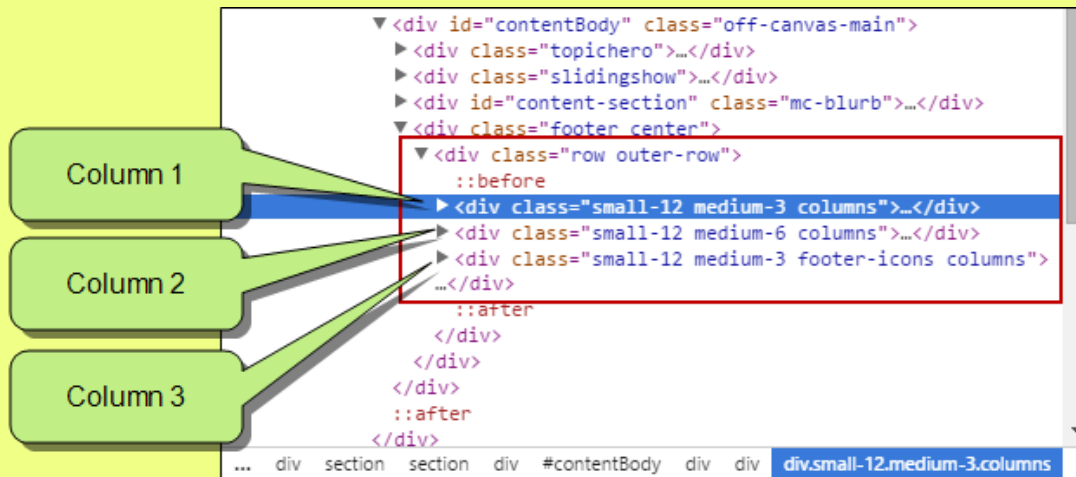 <div id="contentBody" class="off-canvas-main">
<div class="topichero">…</div>
<div class="slidingshow">…</div>
<div id="content-section" class="mc-blurb">…</div>
<div class="footer center">
<div class="row outer-row">
::before
Column 1
<div class="small-12 medium-3 columns">…</div>
Column 2
<div class="small-12 medium-6 columns">…</div>
Column 3
<div class="small-12 medium-3 footer-icons columns">
…</div>
::after
</div>
</div>
</div>
::after
</div>
... div section section div #contentBody div div div.small-12.medium-3.columns